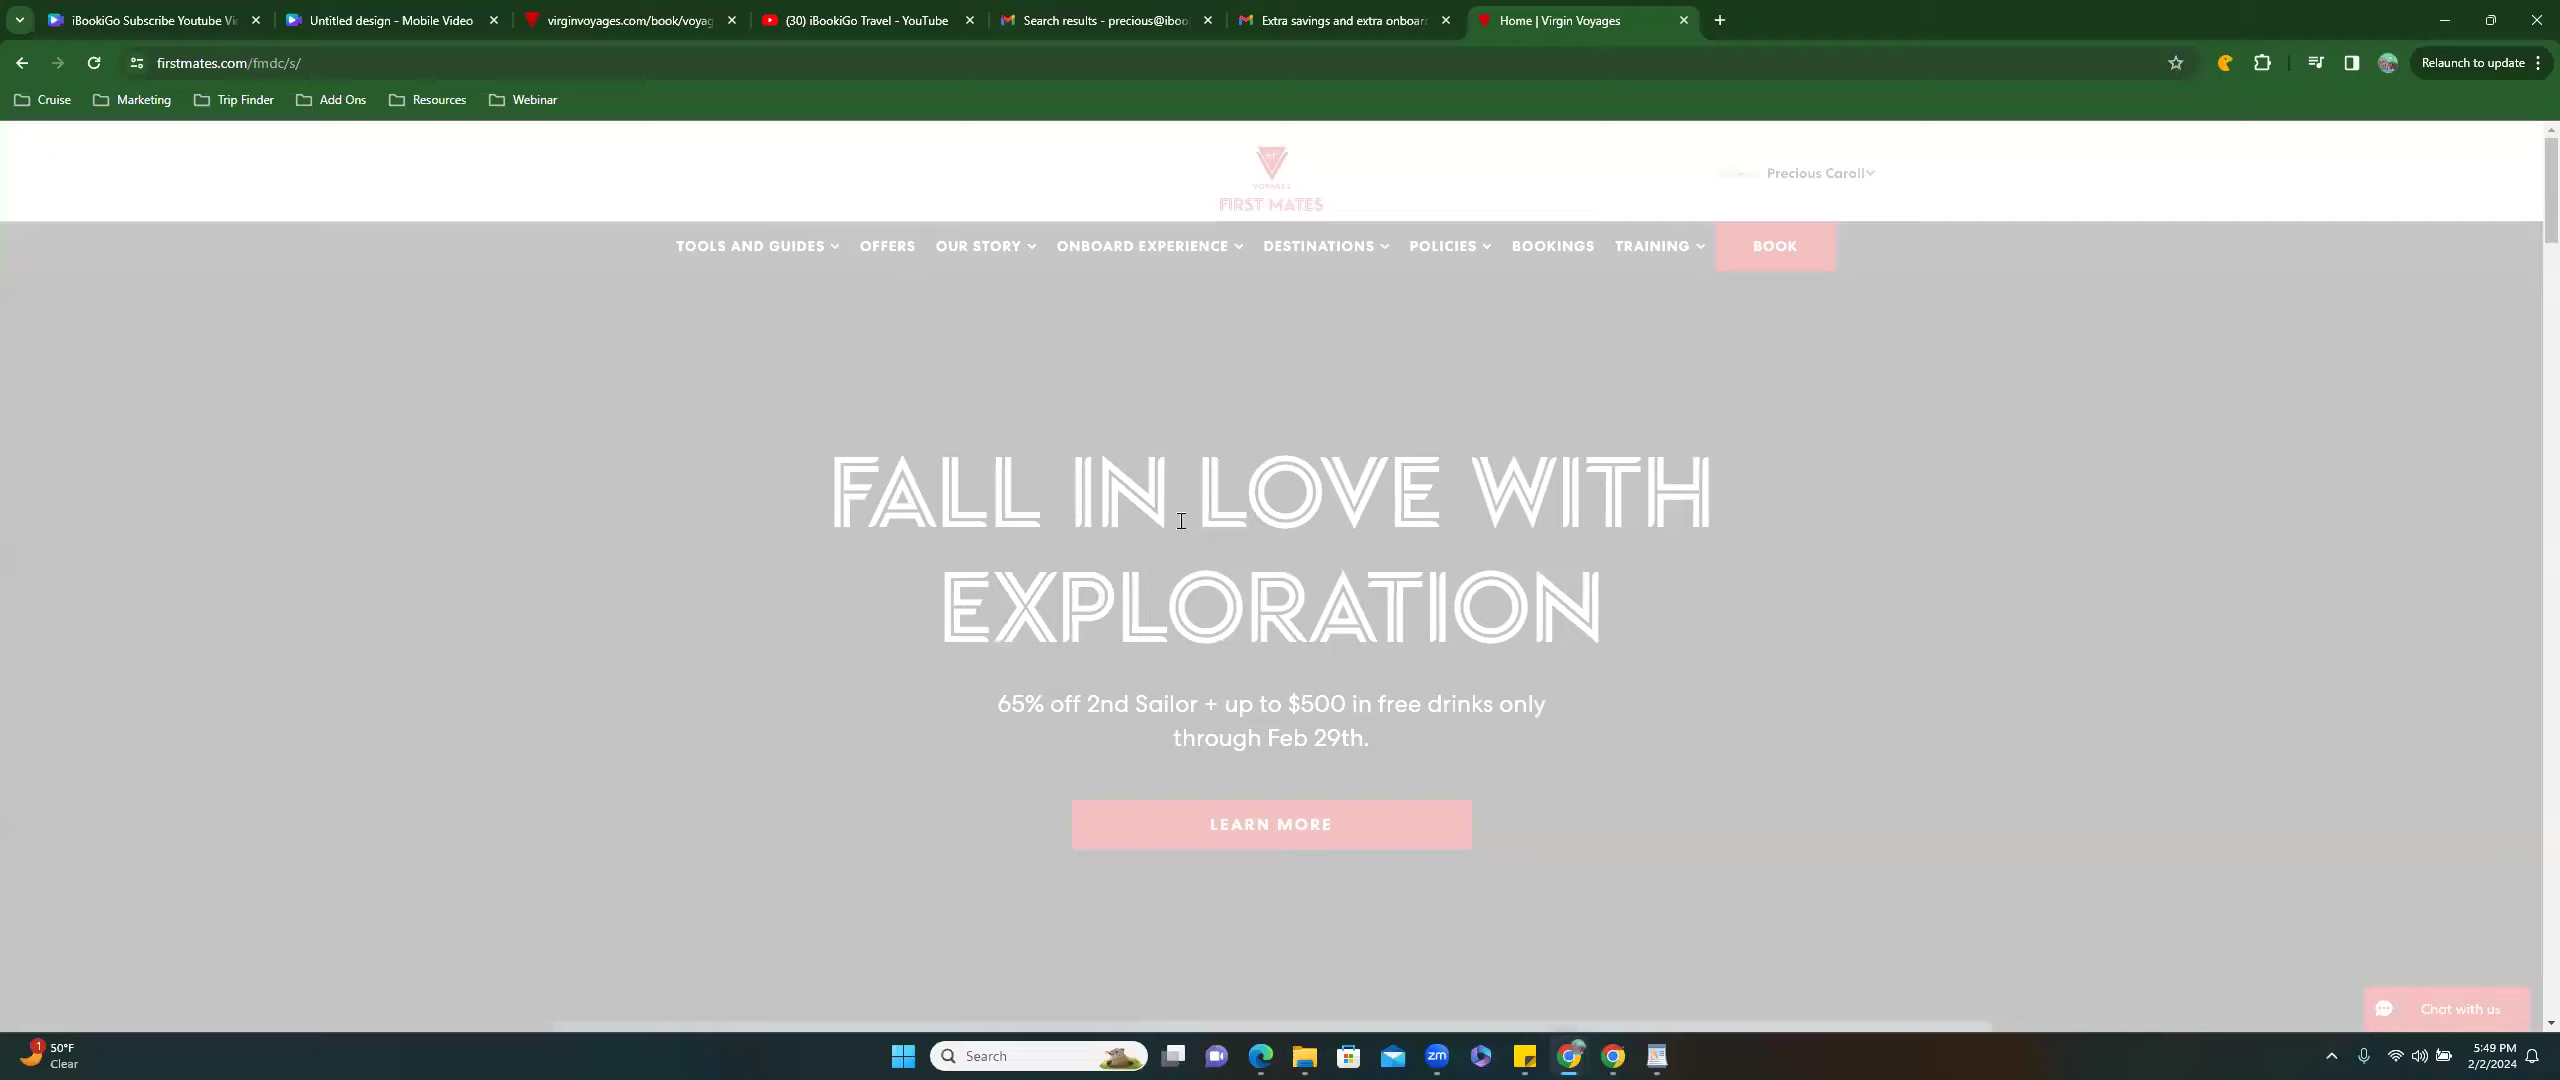 iBookiGo Subscribe Youtube Vi
Untitled design - Mobile Video
virginvoyages.com/book/voyag
(30) iBookiGo Travel - YouTube
Search results - precious@iboo
Extra savings and extra onboar
Home | Virgin Voyages
firstmates.com/fmdc/s/
Relaunch to update
Cruise
Marketing
Trip Finder
Add Ons
Resources
Webinar
VOYAGES
FIRST MATES
Precious Caroll
TOOLS AND GUIDES
OFFERS
OUR STORY
ONBOARD EXPERIENCE
DESTINATIONS
POLICIES
BOOKINGS
TRAINING
BOOK
FALL IN LOVE WITH
EXPLORATION
65% off 2nd Sailor + up to $500 in free drinks only
through Feb 29th.
LEARN MORE
Chat with us
1
50°F
Clear
Search
zm
5:49 PM
2/2/2024